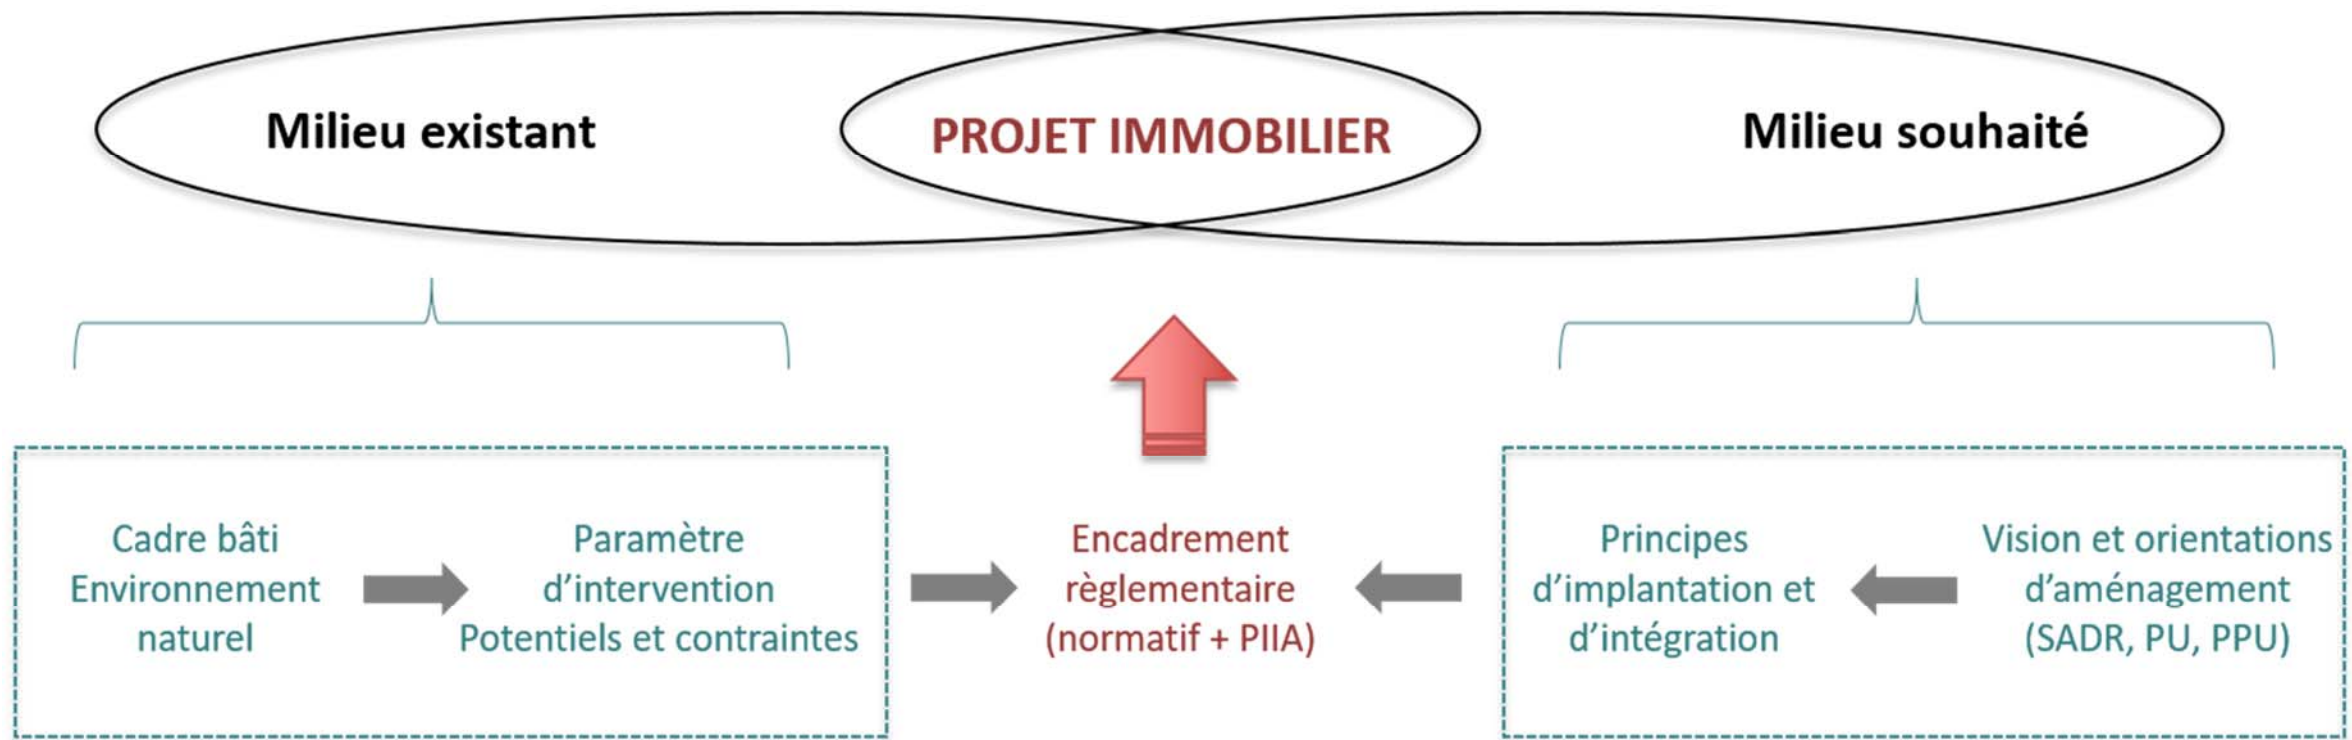 Milieu existant
PROJET IMMOBILIER
Milieu souhaité
Cadre bâti
Environnement
naturel
Paramètre
d'intervention
Potentiels et contraintes
Encadrement
règlementaire
(normatif + PIIA)
Principes
d'implantation et
d'intégration
Vision et orientations
d'aménagement
(SADR, PU, PPU)